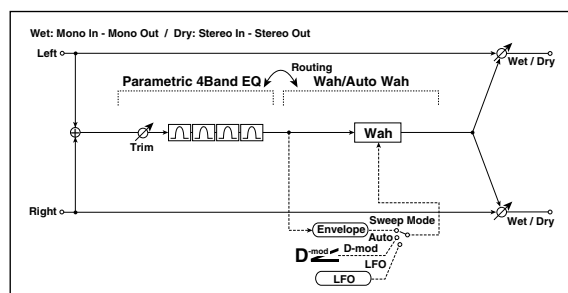 Wet: Mono In - Mono Out / Dry: Stereo In - Stereo Out
Left
Wet / Dry
Routing
Parametric 4Band EQ
Wah/Auto Wah
Trim
Wah
Right
Wet / Dry
Envelope
Sweep Mode
Auto
D-mod
D-mod
LFO
LFO